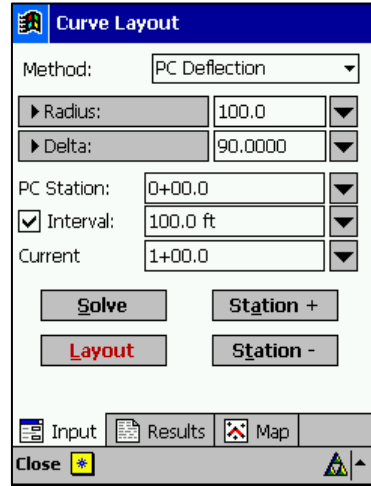 Curve Layout
Method: PC Deflection
Radius: 100.0
Delta: 90.0000
PC Station: 0+00.0
Interval: 100.0 ft
Current 1+00.0
Solve Station +
Layout Station -
Input Results Map
Close